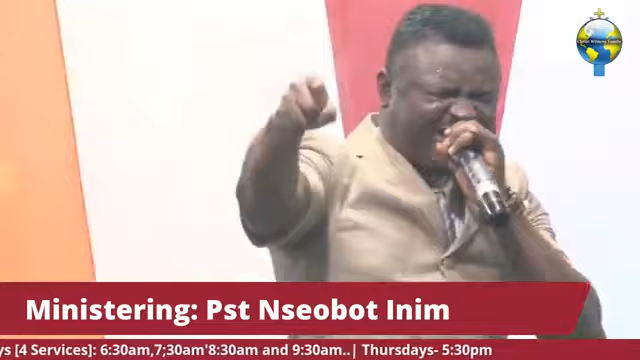 Ministering: Pst Nseobot Inim
ys [4 Services]: 6:30am,7;30am'8:30am and 9:30am..| Thursdays- 5:30pm